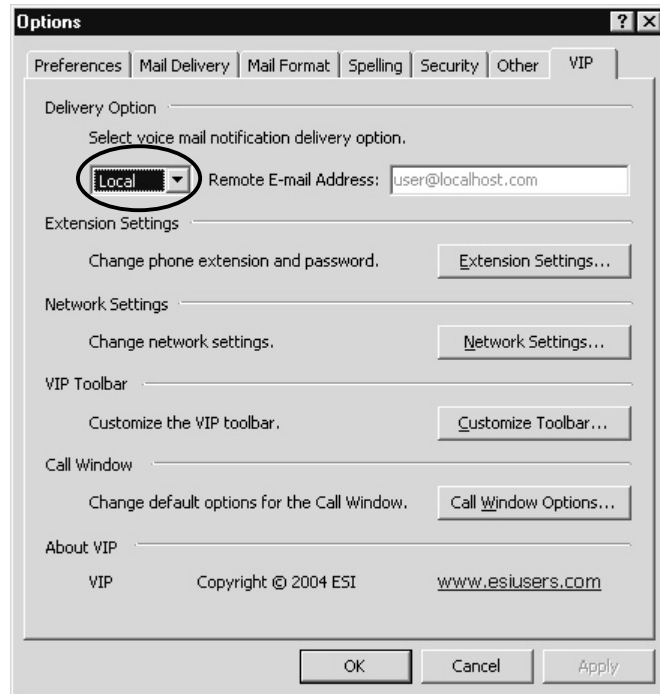 Options
Preferences Mail Delivery Mail Format Spelling Security Other VIP
Delivery Option
Select voice mail notification delivery option.
Local Remote E-mail Address: user@localhost.com
Extension Settings
Change phone extension and password. Extension Settings...
Network Settings
Change network settings. Network Settings...
VIP Toolbar
Customize the VIP toolbar. Customize Toolbar...
Call Window
Change default options for the Call Window. Call Window Options...
About VIP
VIP Copyright © 2004 ESI www.esiusers.com
OK Cancel Apply